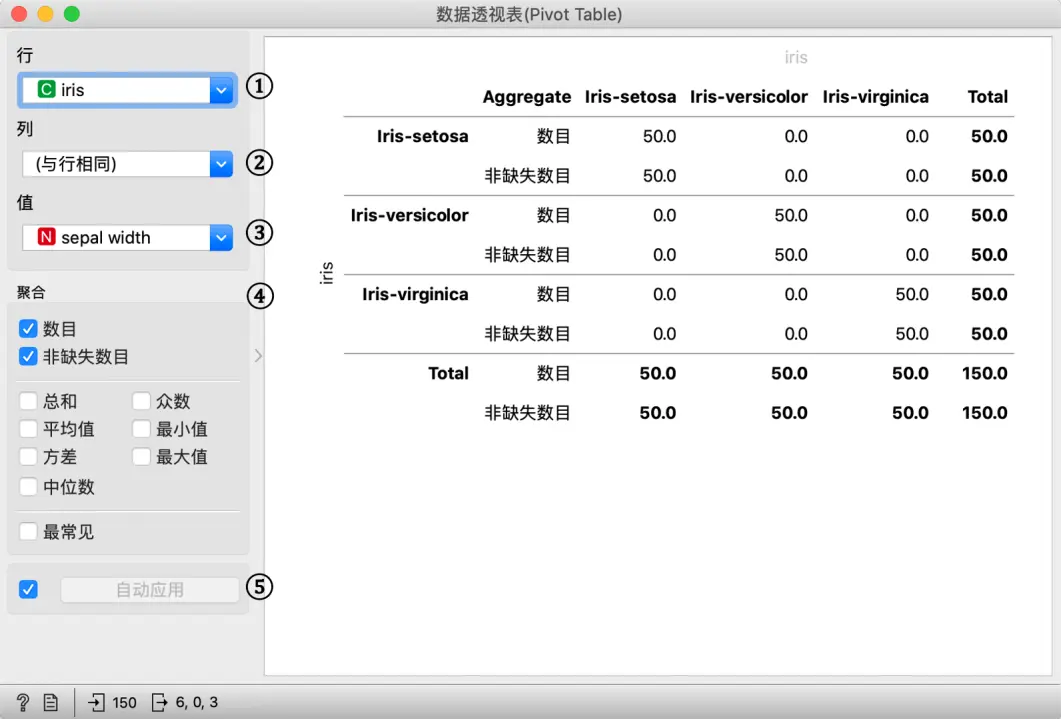 数据透视表(Pivot Table)
行
C iris ①
列
(与行相同) ②
值
N sepal width ③
聚合 ④
数目
非缺失数目
总和 众数
平均值 最小值
方差 最大值
中位数
最常见
自动应用 ⑤
iris
Aggregate Iris-setosa Iris-versicolor Iris-virginica Total
iris
Iris-setosa 数目 50.0 0.0 0.0 50.0
非缺失数目 50.0 0.0 0.0 50.0
Iris-versicolor 数目 0.0 50.0 0.0 50.0
非缺失数目 0.0 50.0 0.0 50.0
Iris-virginica 数目 0.0 0.0 50.0 50.0
非缺失数目 0.0 0.0 50.0 50.0
Total 数目 50.0 50.0 50.0 150.0
非缺失数目 50.0 50.0 50.0 150.0
? 150 6, 0, 3